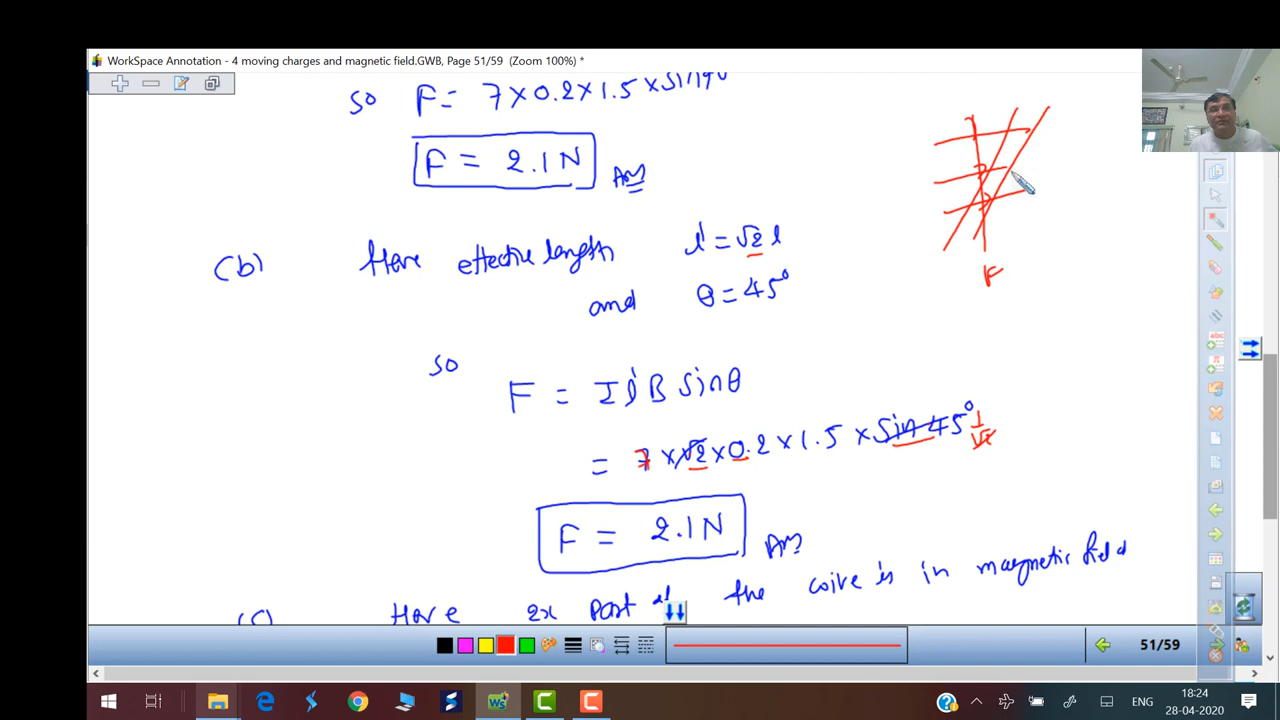 WorkSpace Annotation - 4 moving charges and magnetic field.GWB, Page 51/59 (Zoom 100%) *
so F = 7 × 0.2 × 1.5 × sin 90
F = 2.1 N Ans
(b) Here effective length l' = √2 l
and θ = 45°
F
so
F = I l' B sin θ
= 7 × √2 × 0.2 × 1.5 × sin 45° 1/√2
F = 2.1 N Ans
(c) Here 2x part of the wire is in magnetic field
51/59
ENG
18:24
28-04-2020